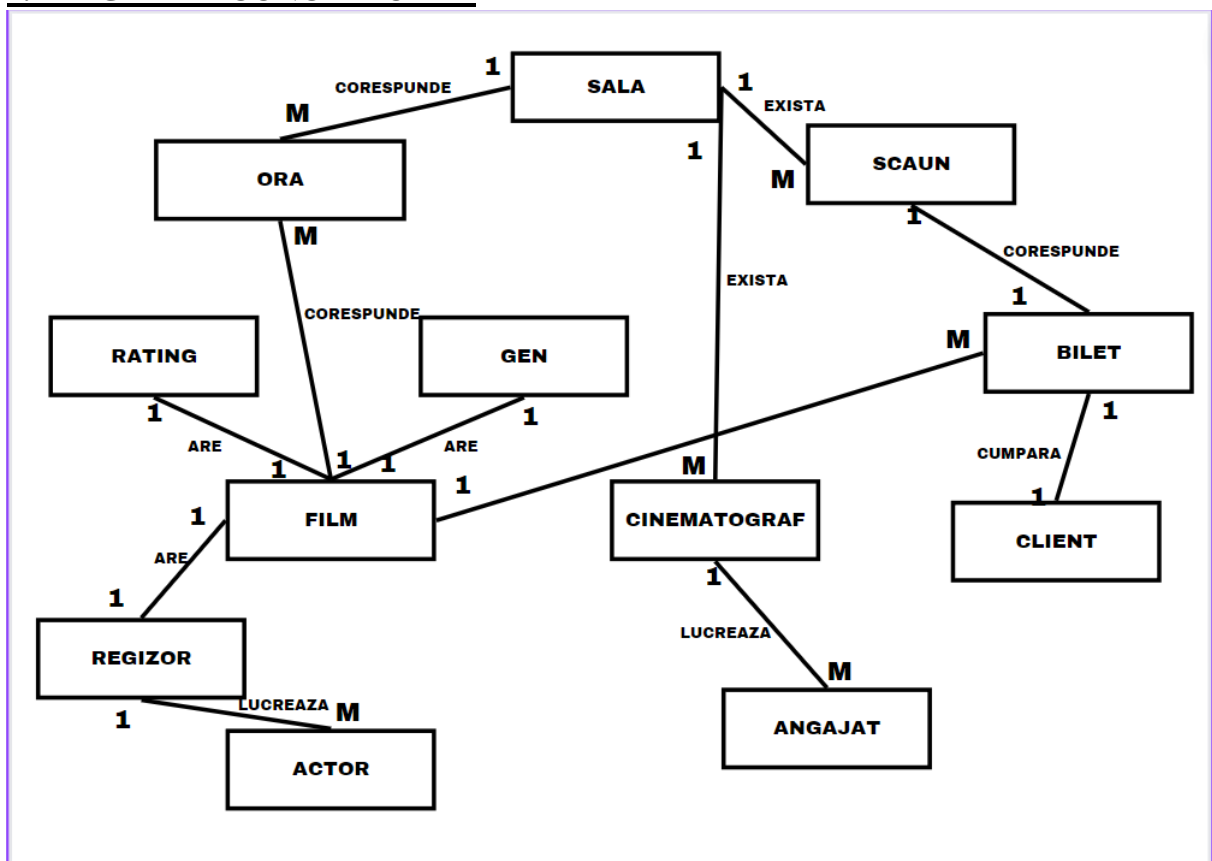 1
SALA
1
CORESPUNDE
EXISTA
M
1
SCAUN
ORA
M
1
M
CORESPUNDE
EXISTA
1
CORESPUNDE
RATING
GEN
M
BILET
1
1
1
ARE
ARE
CUMPARA
1
1
1
1
M
1
FILM
CINEMATOGRAF
CLIENT
1
ARE
1
1
LUCREAZA
REGIZOR
M
LUCREAZA
1
M
ANGAJAT
ACTOR